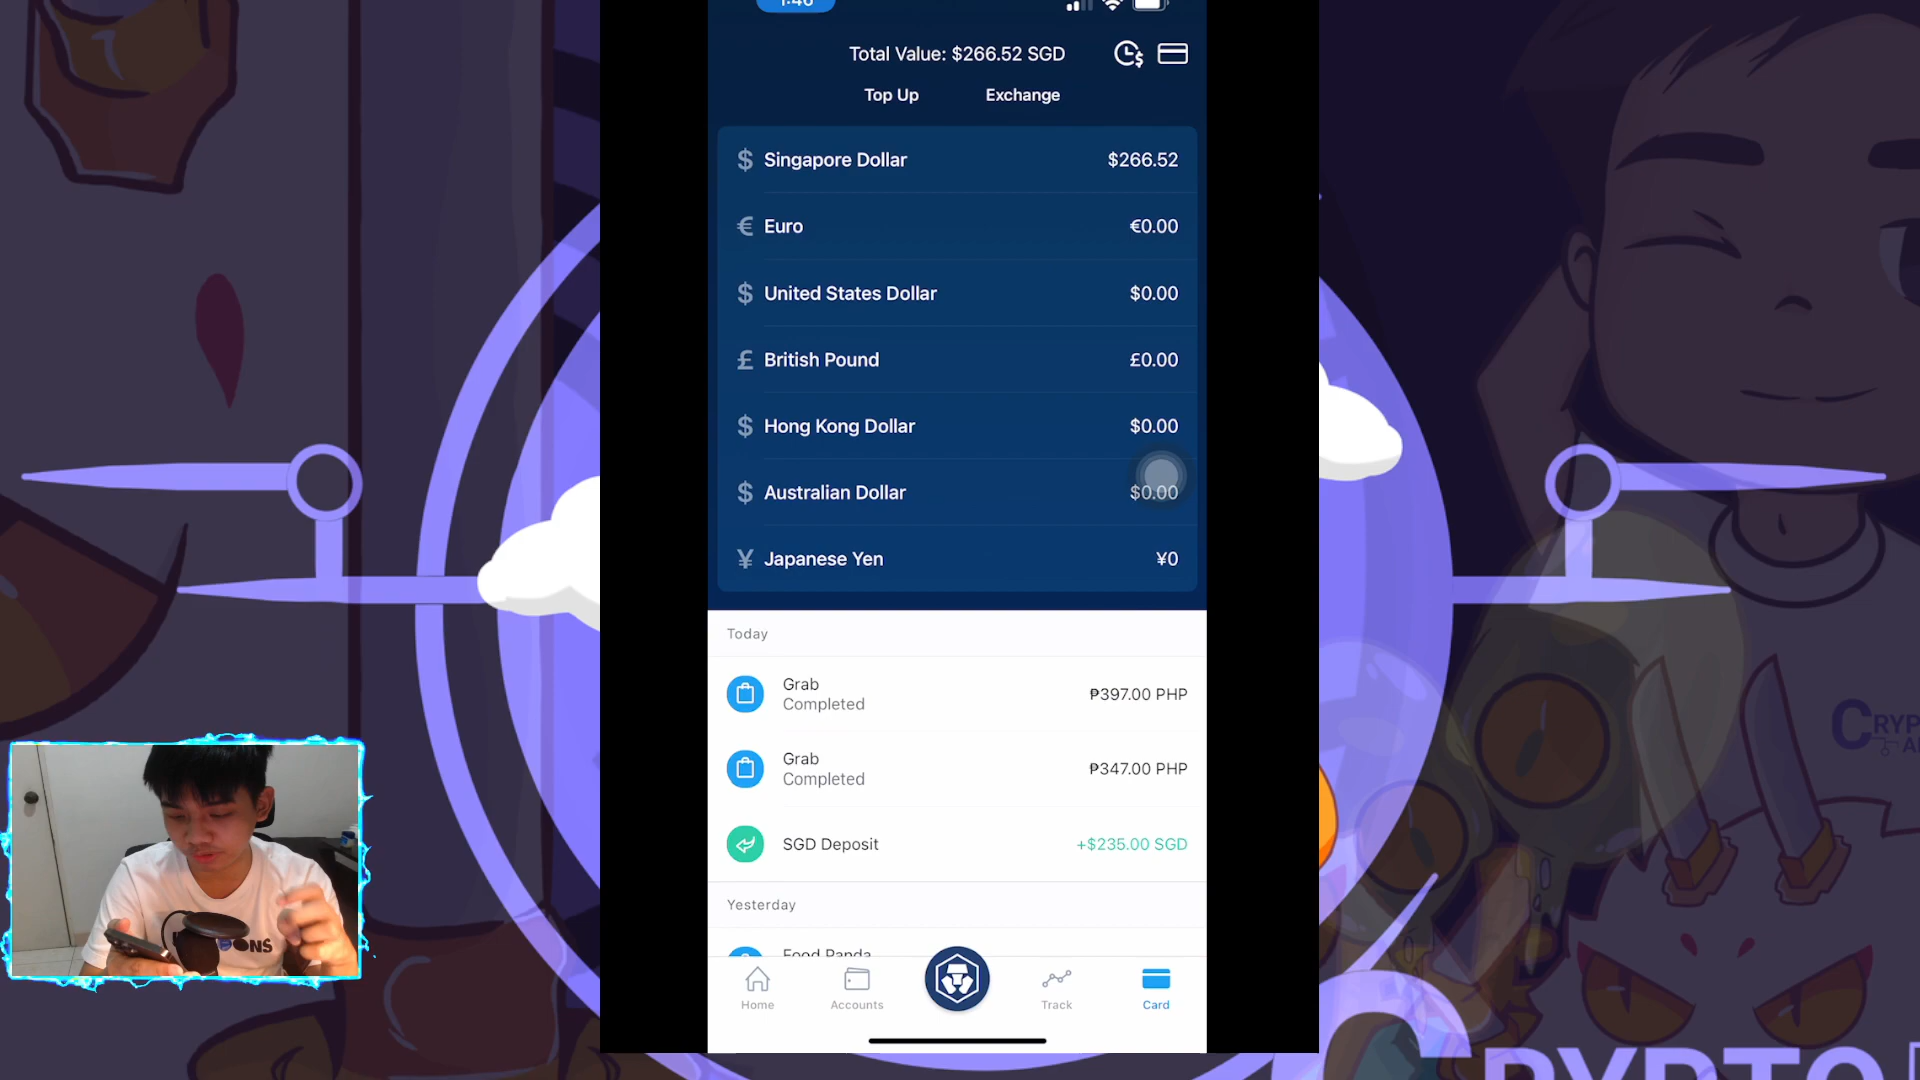 1:46
Total Value: $266.52 SGD
Top Up Exchange
$ Singapore Dollar $266.52
€ Euro €0.00
$ United States Dollar $0.00
£ British Pound £0.00
$ Hong Kong Dollar $0.00
$ Australian Dollar $0.00
¥ Japanese Yen ¥0
Today
Grab
Completed
₱397.00 PHP
Grab
Completed
₱347.00 PHP
SGD Deposit +$235.00 SGD
Yesterday
Food Panda
Home Accounts Track Card